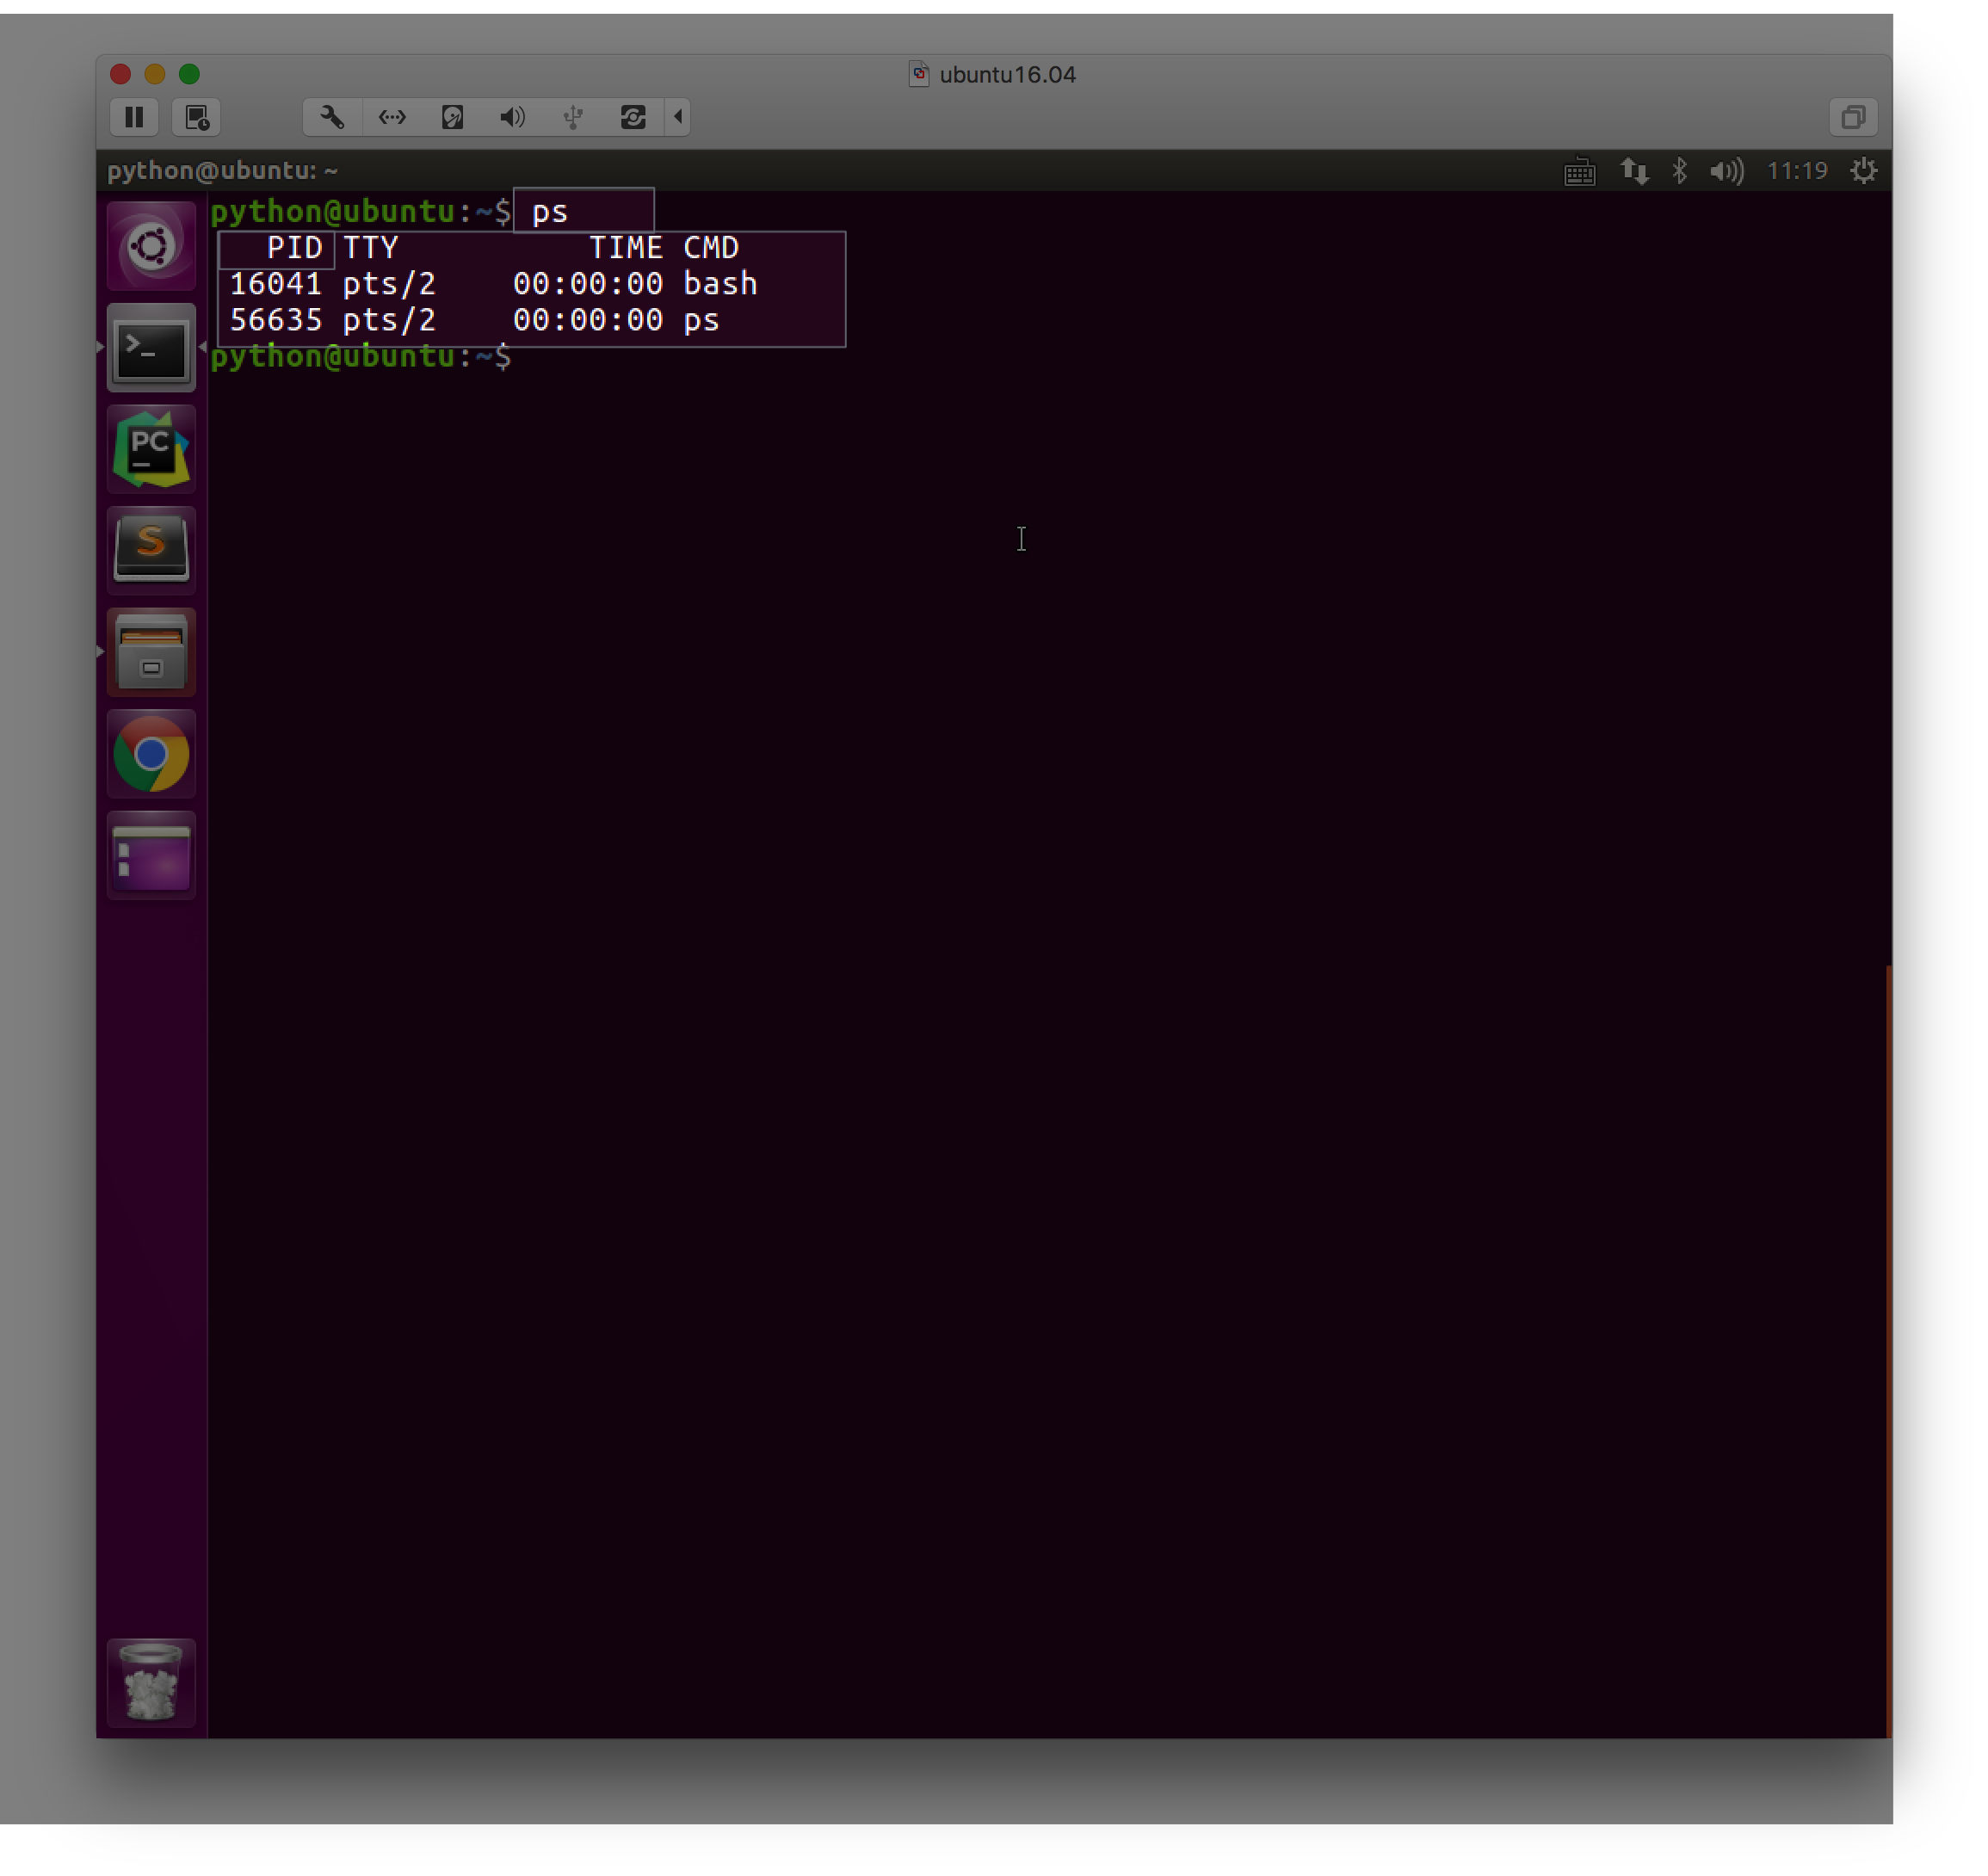 ubuntu16.04
python@ubuntu: ~
11:19
python@ubuntu:~$ ps
PID TTY TIME CMD
16041 pts/2 00:00:00 bash
56635 pts/2 00:00:00 ps
python@ubuntu:~$
>_
PC
S